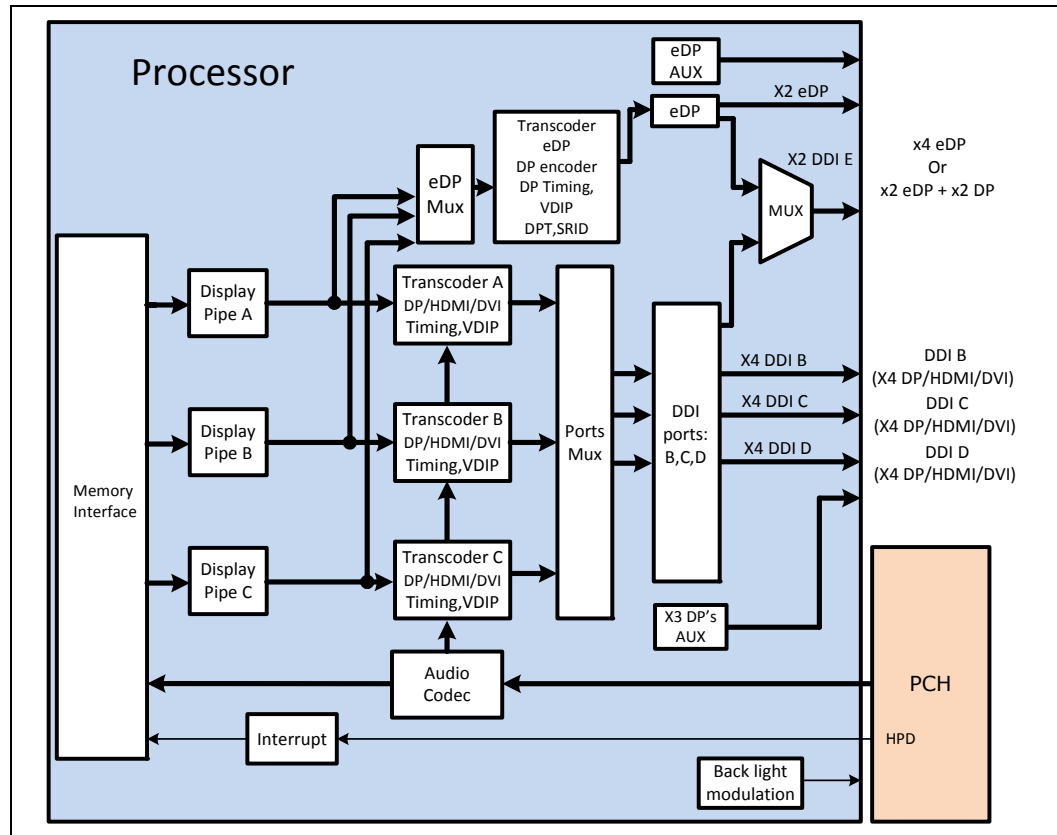 Processor
eDP
AUX
X2 eDP
eDP
Transcoder
eDP
DP encoder
DP Timing,
VDIP
DPT,SRID
eDP
Mux
X2 DDI E
MUX
x4 eDP
Or
x2 eDP + x2 DP
Memory
Interface
Display
Pipe A
Transcoder A
DP/HDMI/DVI
Timing,VDIP
Display
Pipe B
Transcoder B
DP/HDMI/DVI
Timing,VDIP
Display
Pipe C
Transcoder C
DP/HDMI/DVI
Timing,VDIP
Ports
Mux
DDI
ports:
B,C,D
X4 DDI B
X4 DDI C
X4 DDI D
DDI B
(X4 DP/HDMI/DVI)
DDI C
(X4 DP/HDMI/DVI)
DDI D
(X4 DP/HDMI/DVI)
X3 DP's
AUX
Audio
Codec
PCH
Interrupt
HPD
Back light
modulation